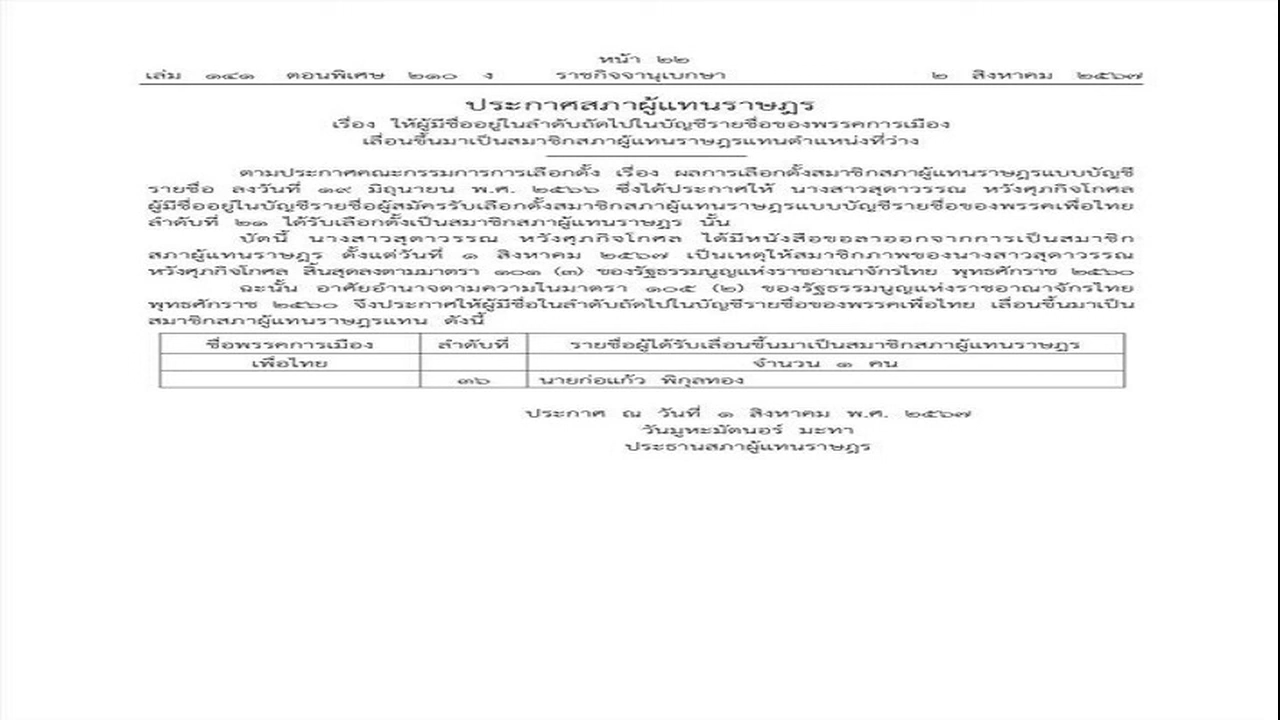 หน้า ๒๒
เล่ม ๑๔๑ ตอนพิเศษ ๒๑๐ ง ราชกิจจานุเบกษา ๒ สิงหาคม ๒๕๖๗
ประกาศสภาผู้แทนราษฎร
เรื่อง ให้ผู้มีชื่ออยู่ในลำดับถัดไปในบัญชีรายชื่อของพรรคการเมือง
เลื่อนขึ้นมาเป็นสมาชิกสภาผู้แทนราษฎรแทนตำแหน่งที่ว่าง
ตามประกาศคณะกรรมการการเลือกตั้ง เรื่อง ผลการเลือกตั้งสมาชิกสภาผู้แทนราษฎรแบบบัญชี
รายชื่อ ลงวันที่ ๑๙ มิถุนายน พ.ศ. ๒๕๖๖ ซึ่งได้ประกาศให้ นางสาวสุดาวรรณ หวังศุภกิจโกศล
ผู้มีชื่ออยู่ในบัญชีรายชื่อผู้สมัครรับเลือกตั้งสมาชิกสภาผู้แทนราษฎรแบบบัญชีรายชื่อของพรรคเพื่อไทย
ลำดับที่ ๒๑ ได้รับเลือกตั้งเป็นสมาชิกสภาผู้แทนราษฎร นั้น
บัดนี้ นางสาวสุดาวรรณ หวังศุภกิจโกศล ได้มีหนังสือขอลาออกจากการเป็นสมาชิก
สภาผู้แทนราษฎร ตั้งแต่วันที่ ๑ สิงหาคม ๒๕๖๗ เป็นเหตุให้สมาชิกภาพของนางสาวสุดาวรรณ
หวังศุภกิจโกศล สิ้นสุดลงตามมาตรา ๑๐๑ (๓) ของรัฐธรรมนูญแห่งราชอาณาจักรไทย พุทธศักราช ๒๕๖๐
ฉะนั้น อาศัยอำนาจตามความในมาตรา ๑๐๕ (๒) ของรัฐธรรมนูญแห่งราชอาณาจักรไทย
พุทธศักราช ๒๕๖๐ จึงประกาศให้ผู้มีชื่อในลำดับถัดไปในบัญชีรายชื่อของพรรคเพื่อไทย เลื่อนขึ้นมาเป็น
สมาชิกสภาผู้แทนราษฎรแทน ดังนี้
ชื่อพรรคการเมือง ลำดับที่ รายชื่อผู้ได้รับเลื่อนขึ้นมาเป็นสมาชิกสภาผู้แทนราษฎร
เพื่อไทย จำนวน ๑ คน
๓๖ นายก่อแก้ว พิกุลทอง
ประกาศ ณ วันที่ ๑ สิงหาคม พ.ศ. ๒๕๖๗
วันมูหะมัดนอร์ มะทา
ประธานสภาผู้แทนราษฎร